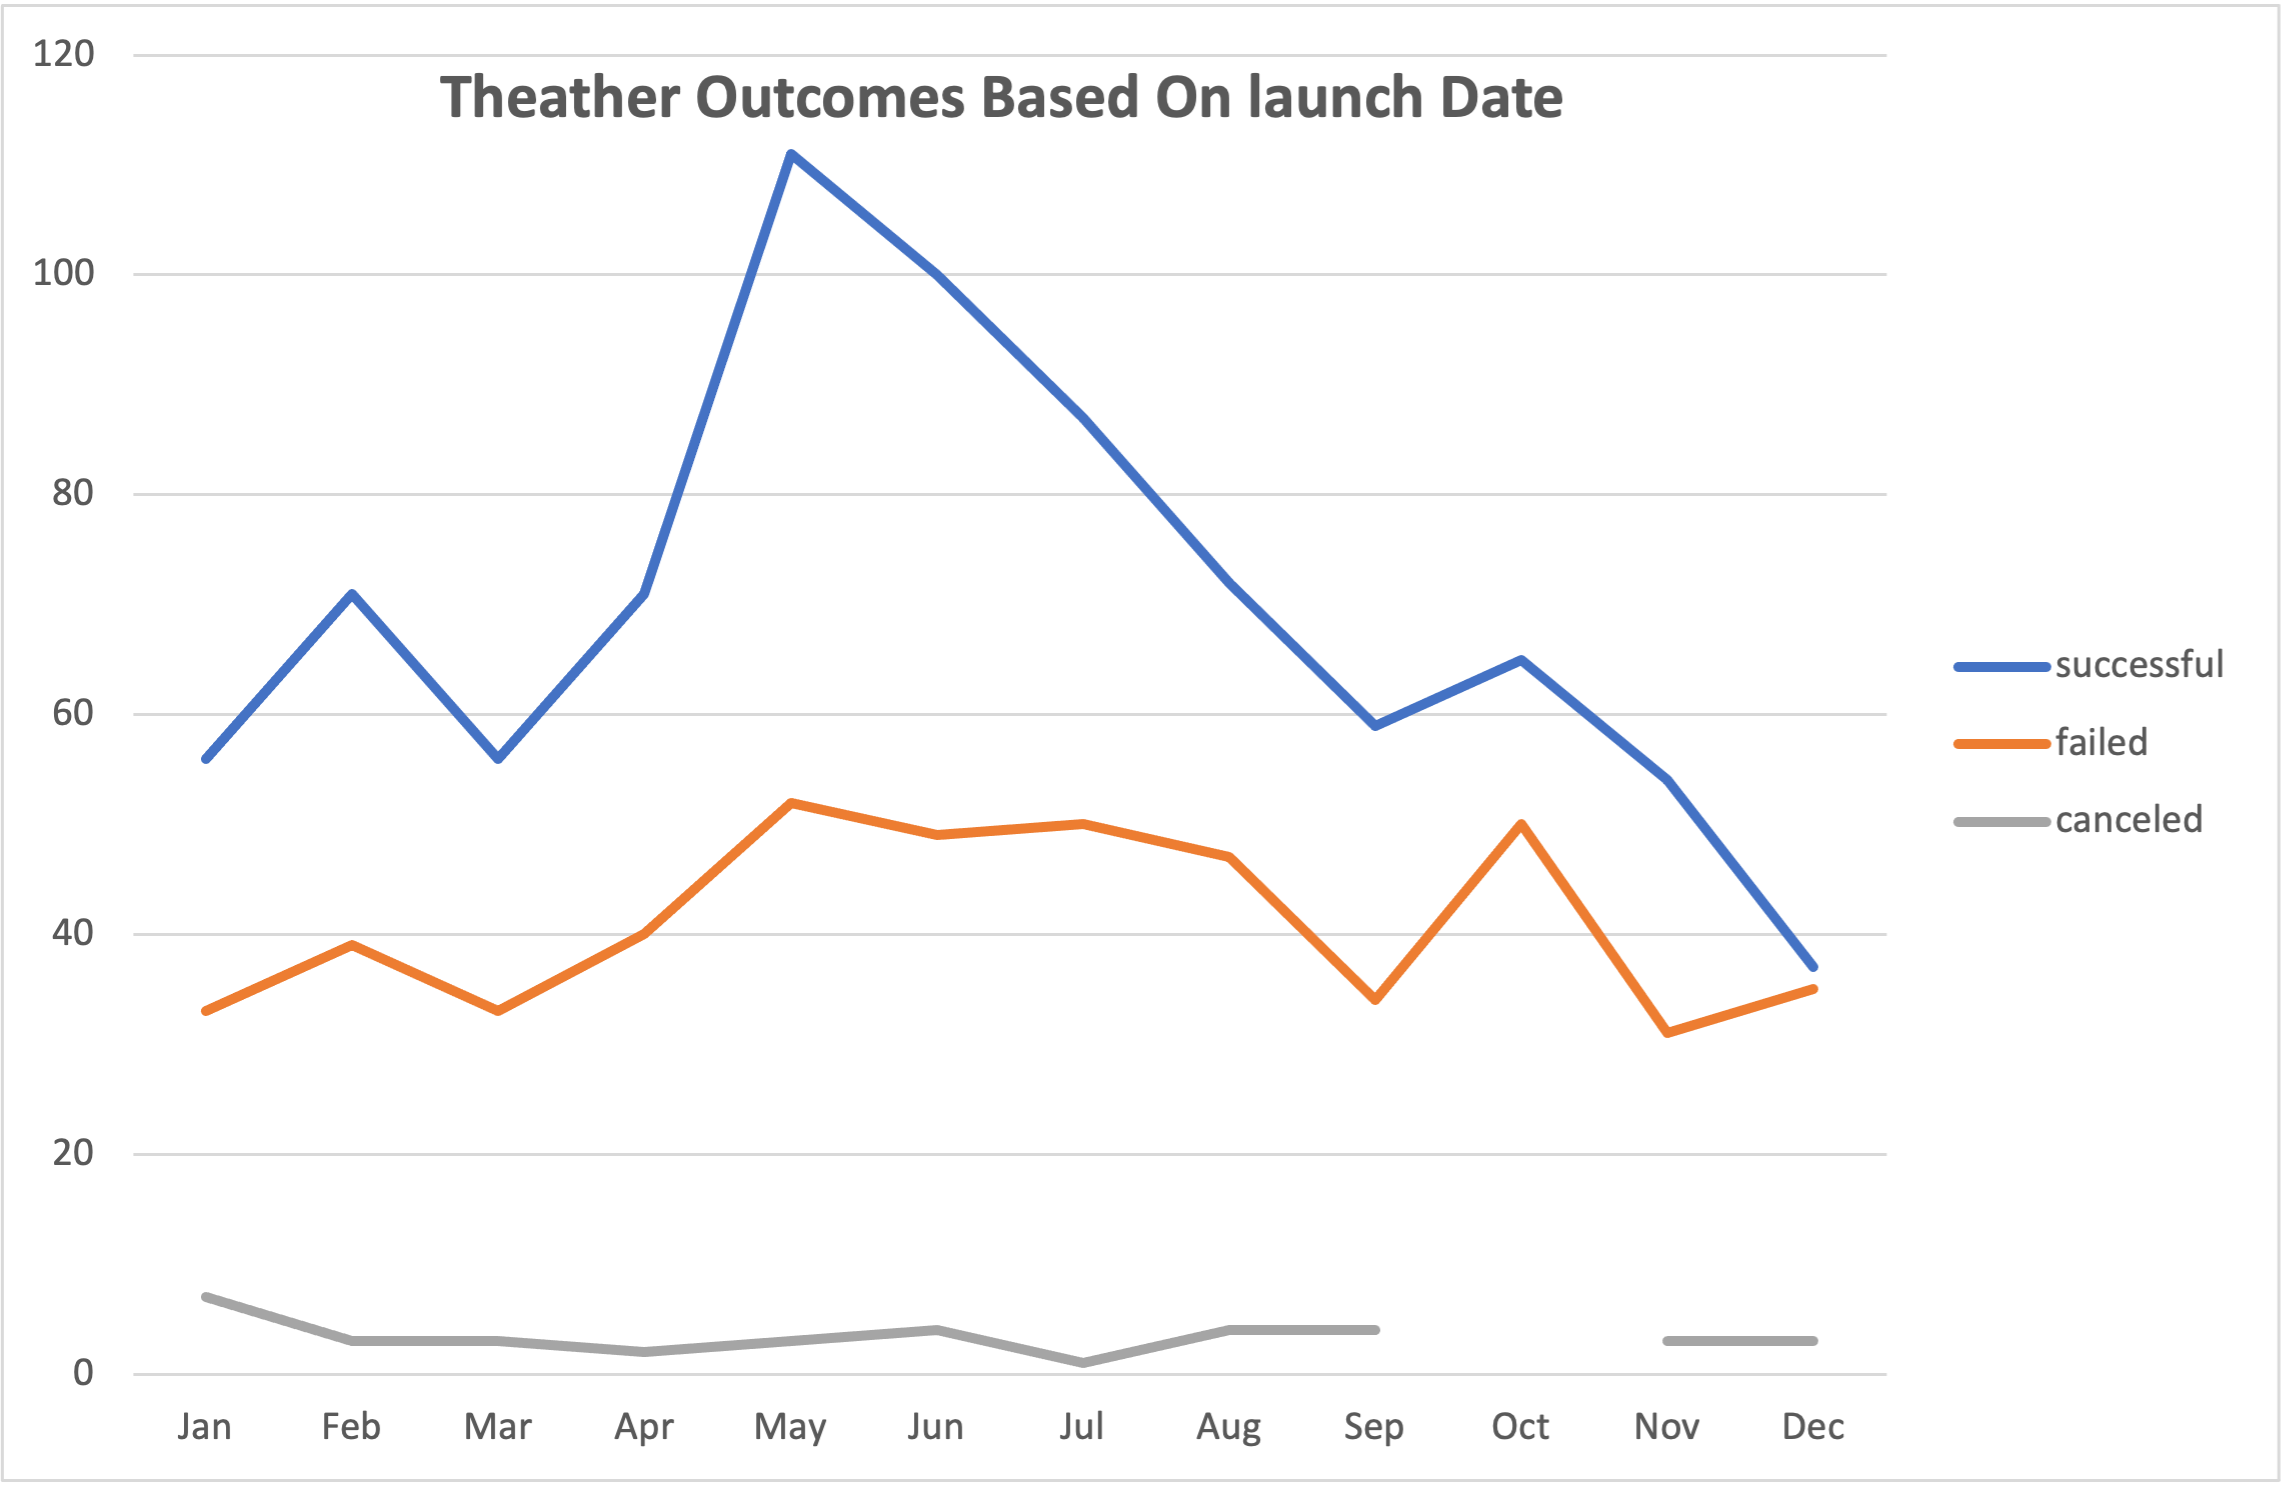 Theather Outcomes Based On launch Date
120
100
80
60
40
20
0
Jan Feb Mar Apr May Jun Jul Aug Sep Oct Nov Dec
successful
failed
canceled